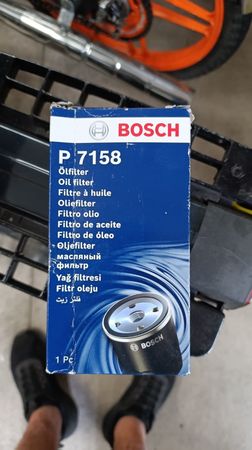 BOSCH
P 7158
Ölfilter
Oil filter
Filtre à huile
Oliefilter
Filtro olio
Filtro de aceite
Filtro de óleo
Oljefilter
масляный
фильтр
Yağ filtresi
Filtr oleju
فلتر زيت
BOSCH
1 Pc.